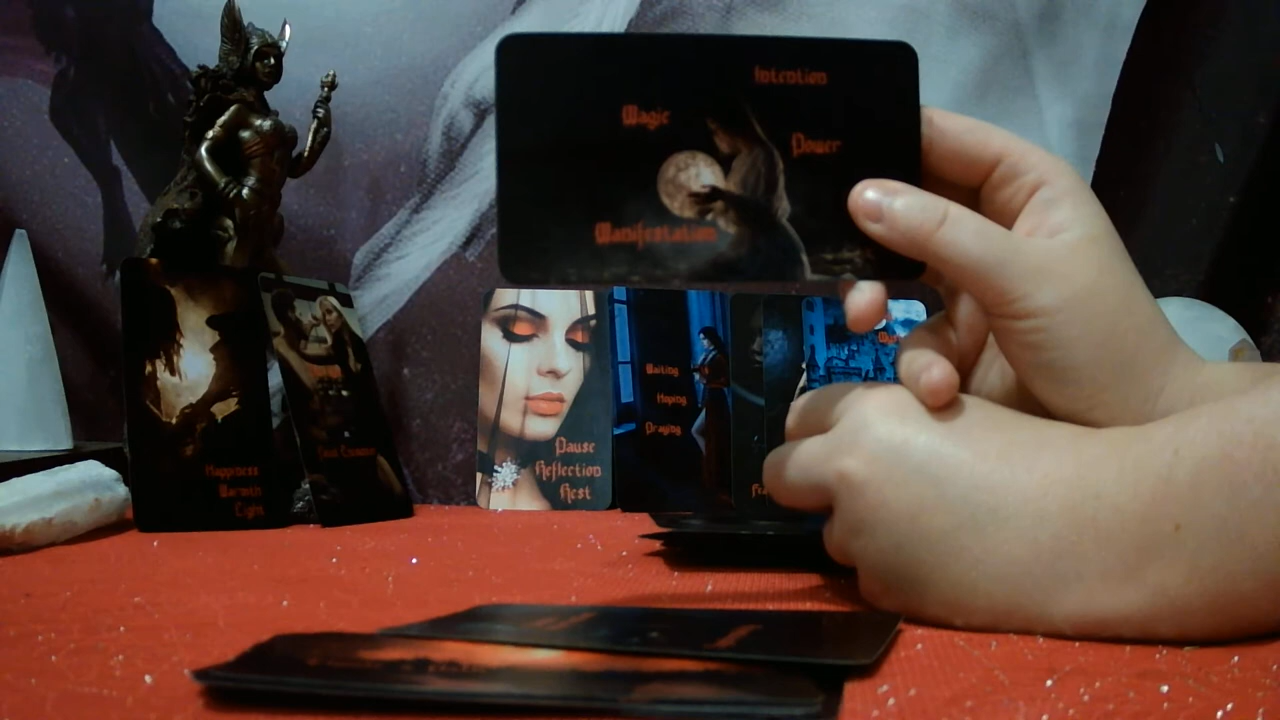 Intention
Magic
Power
Manifestation
Happiness
Warmth
Light
Pause
Reflection
Rest
Waiting
Hoping
Praying